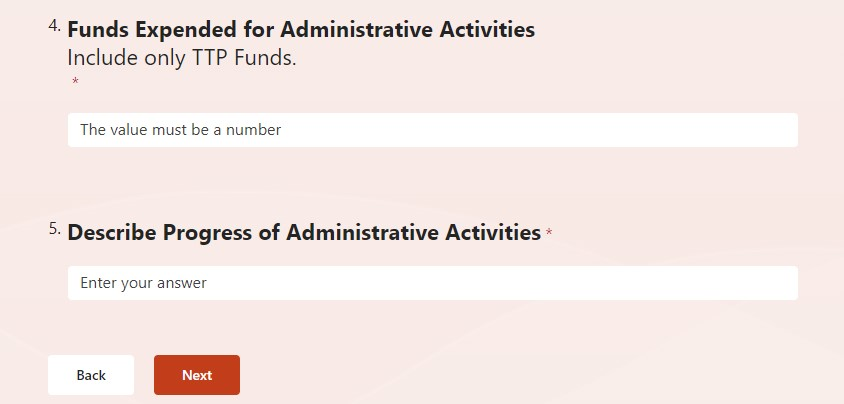 4. Funds Expended for Administrative Activities
Include only TTP Funds.
*
The value must be a number
5. Describe Progress of Administrative Activities *
Enter your answer
Back Next